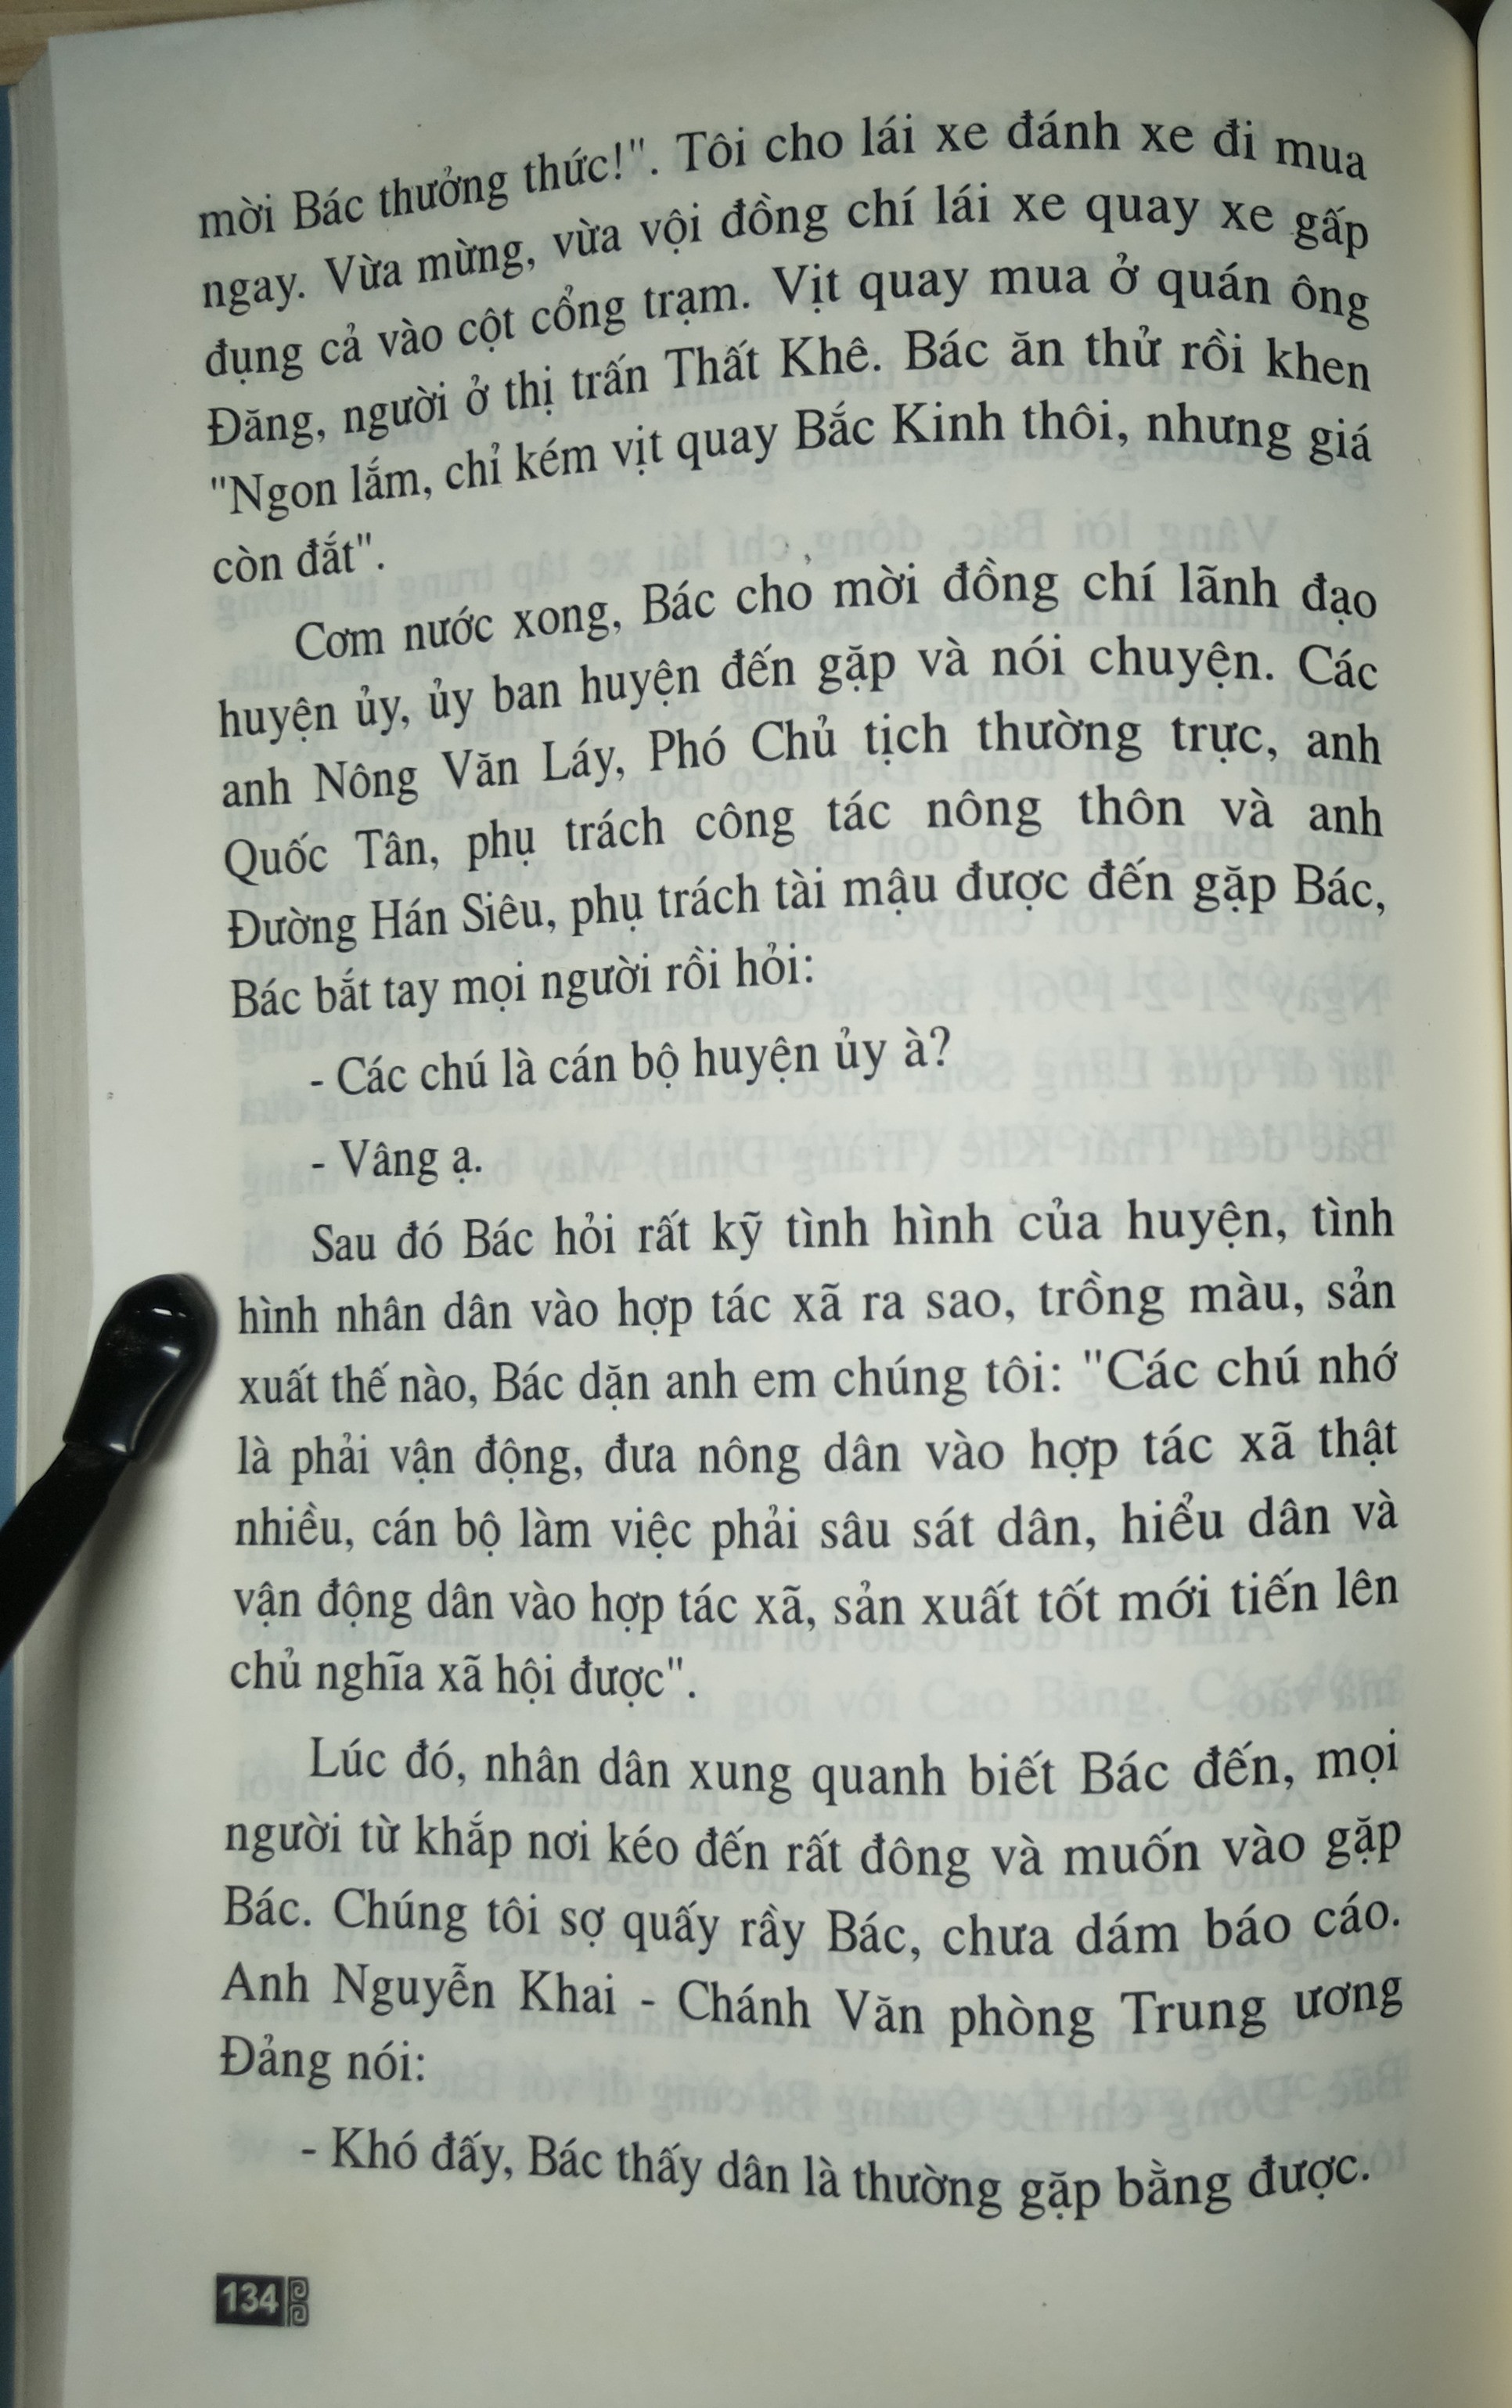 mời Bác thưởng thức!". Tôi cho lái xe đánh xe đi mua
ngay. Vừa mừng, vừa vội đồng chí lái xe quay xe gấp
đụng cả vào cột cổng trạm. Vịt quay mua ở quán ông
Đăng, người ở thị trấn Thất Khê. Bác ăn thử rồi khen
"Ngon lắm, chỉ kém vịt quay Bắc Kinh thôi, nhưng giá
còn đắt".
Cơm nước xong, Bác cho mời đồng chí lãnh đạo
huyện ủy, ủy ban huyện đến gặp và nói chuyện. Các
anh Nông Văn Láy, Phó Chủ tịch thường trực, anh
Quốc Tân, phụ trách công tác nông thôn và anh
Đường Hán Siêu, phụ trách tài mậu được đến gặp Bác,
Bác bắt tay mọi người rồi hỏi:
- Các chú là cán bộ huyện ủy à?
- Vâng ạ.
Sau đó Bác hỏi rất kỹ tình hình của huyện, tình
hình nhân dân vào hợp tác xã ra sao, trồng màu, sản
xuất thế nào, Bác dặn anh em chúng tôi: "Các chú nhớ
là phải vận động, đưa nông dân vào hợp tác xã thật
nhiều, cán bộ làm việc phải sâu sát dân, hiểu dân và
vận động dân vào hợp tác xã, sản xuất tốt mới tiến lên
chủ nghĩa xã hội được".
Lúc đó, nhân dân xung quanh biết Bác đến, mọi
người từ khắp nơi kéo đến rất đông và muốn vào gặp
Bác. Chúng tôi sợ quấy rầy Bác, chưa dám báo cáo.
Anh Nguyễn Khai - Chánh Văn phòng Trung ương
Đảng nói:
- Khó đấy, Bác thấy dân là thường gặp bằng được.
134